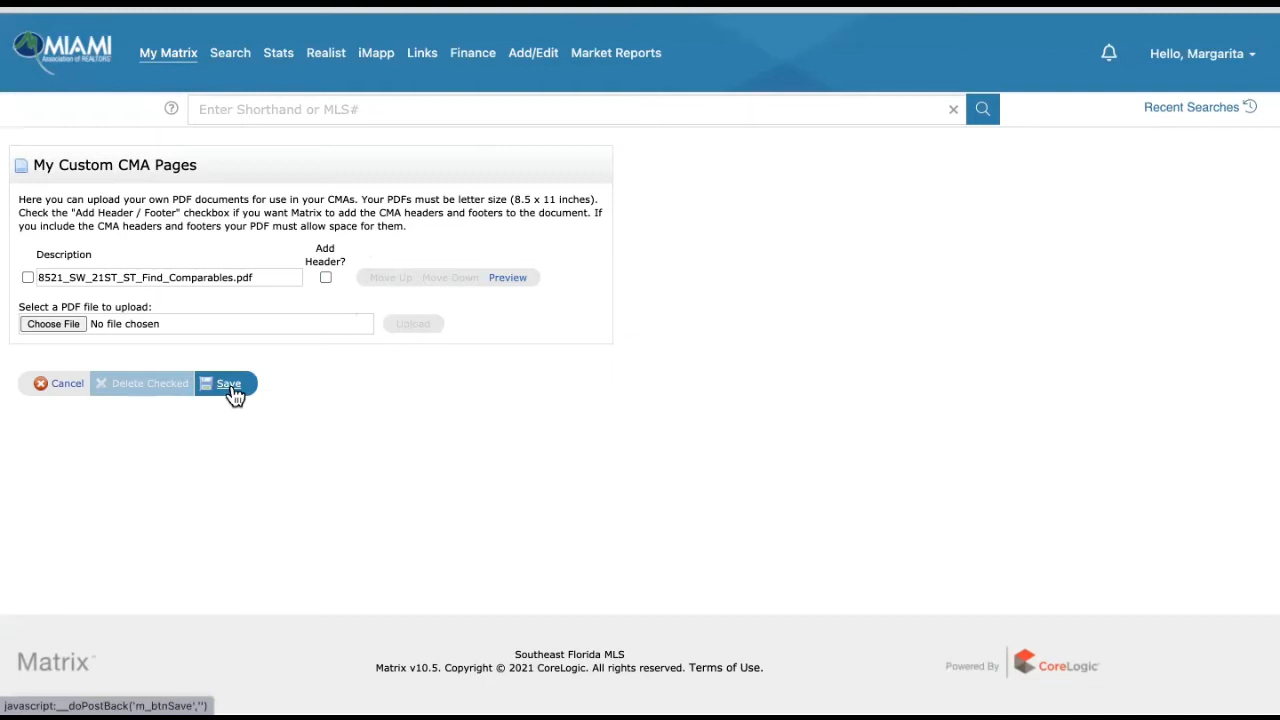 MIAMI
Association of REALTORS®
My Matrix Search Stats Realist iMapp Links Finance Add/Edit Market Reports
Hello, Margarita
Enter Shorthand or MLS#
Recent Searches
My Custom CMA Pages
Here you can upload your own PDF documents for use in your CMAs. Your PDFs must be letter size (8.5 x 11 inches).
Check the "Add Header / Footer" checkbox if you want Matrix to add the CMA headers and footers to the document. If
you include the CMA headers and footers your PDF must allow space for them.
Description
Add
Header?
8521_SW_21ST_ST_Find_Comparables.pdf
Move Up Move Down Preview
Select a PDF file to upload:
Choose File No file chosen
Upload
Cancel Delete Checked Save
Matrix™
Southeast Florida MLS
Matrix v10.5. Copyright © 2021 CoreLogic. All rights reserved. Terms of Use.
Powered By CoreLogic
javascript:__doPostBack('m_btnSave','')